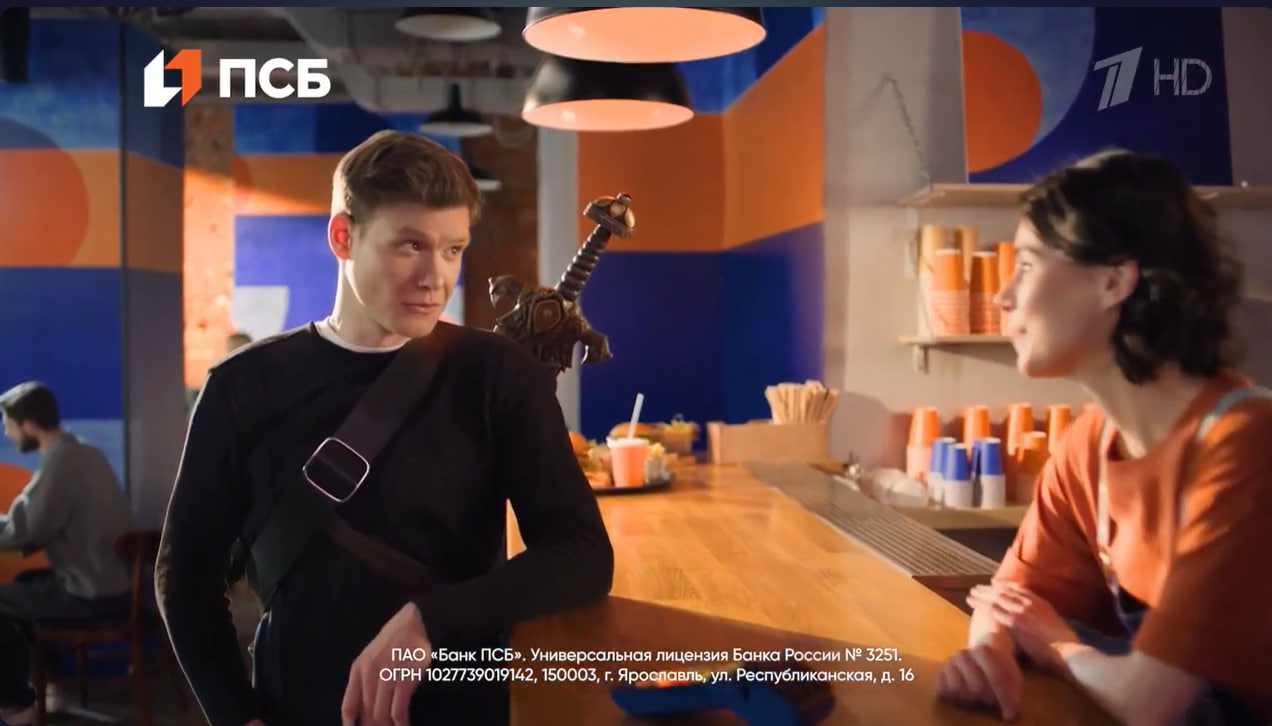 ПСБ
1 HD
ПАО «Банк ПСБ». Универсальная лицензия Банка России № 3251.
ОГРН 1027739019142, 150003, г. Ярославль, ул. Республиканская, д. 16